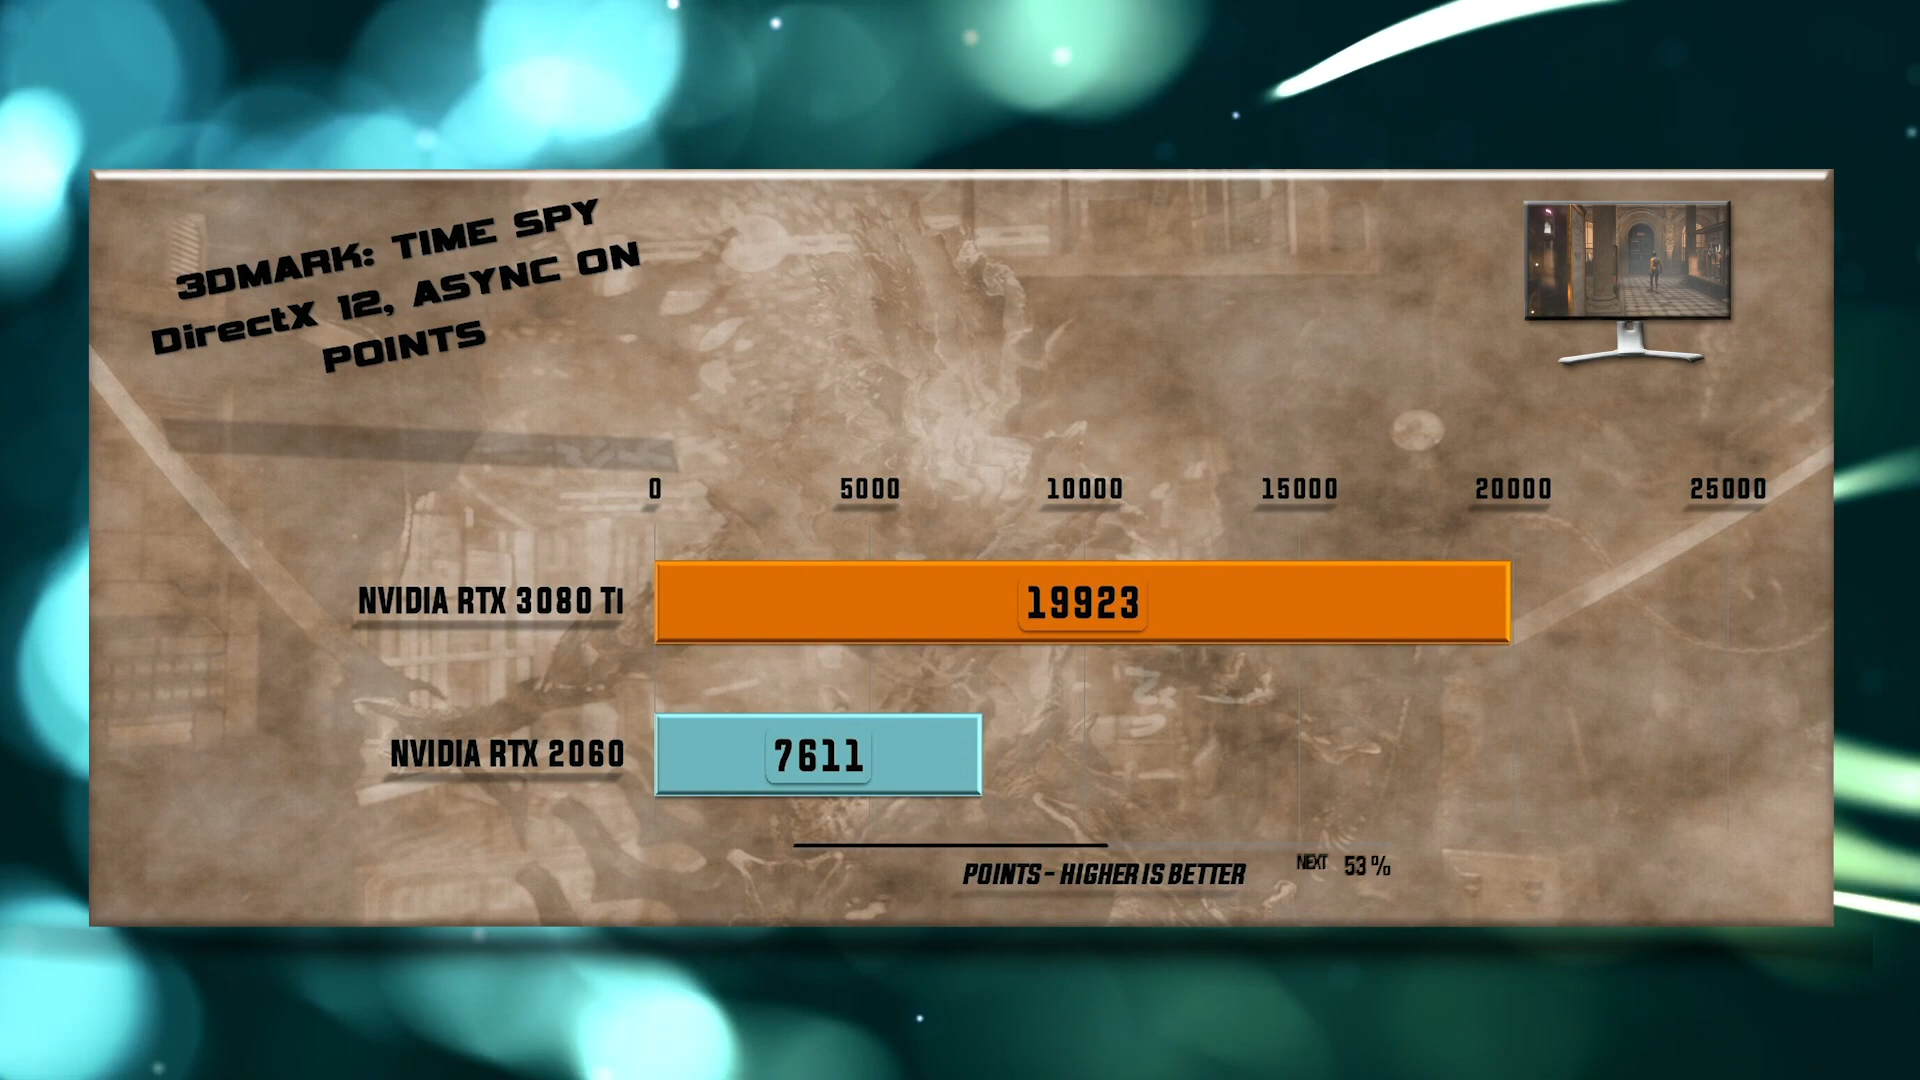 3DMARK: TIME SPY
DirectX 12, ASYNC ON
POINTS
0 5000 10000 15000 20000 25000
NVIDIA RTX 3080 TI 19923
NVIDIA RTX 2060 7611
POINTS - HIGHER IS BETTER NEXT 53 %